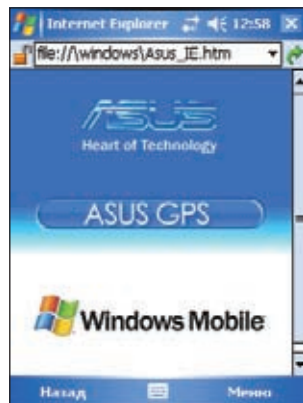 Internet Explorer 12:58
file://\windows\Asus_IE.htm
ASUS
Heart of Technology
ASUS GPS
Windows Mobile
Назад Меню